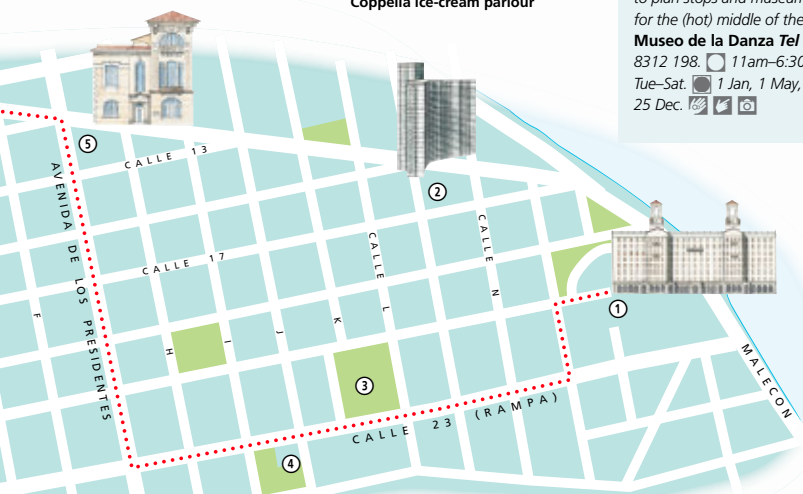 Coppelia ice-cream parlour
to plan stops and museum
for the (hot) middle of the
Museo de la Danza Tel
8312 198. 11am–6:30
Tue–Sat. 1 Jan, 1 May,
25 Dec.
5
CALLE 13
2
AVENIDA DE LOS PRESIDENTES
CALLE 17
CALLE L
CALLE N
1
F
H
I
J
K
3
MALECON
CALLE 23 (RAMPA)
4